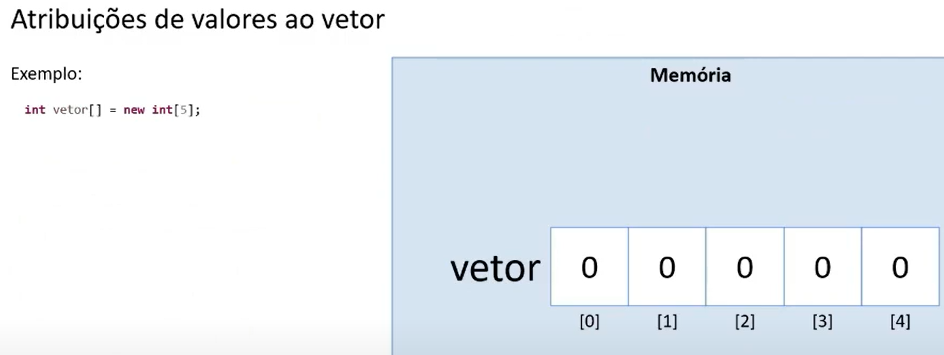 Atribuições de valores ao vetor
Exemplo:
int vetor[] = new int[5];
Memória
vetor 0 0 0 0 0
[0] [1] [2] [3] [4]